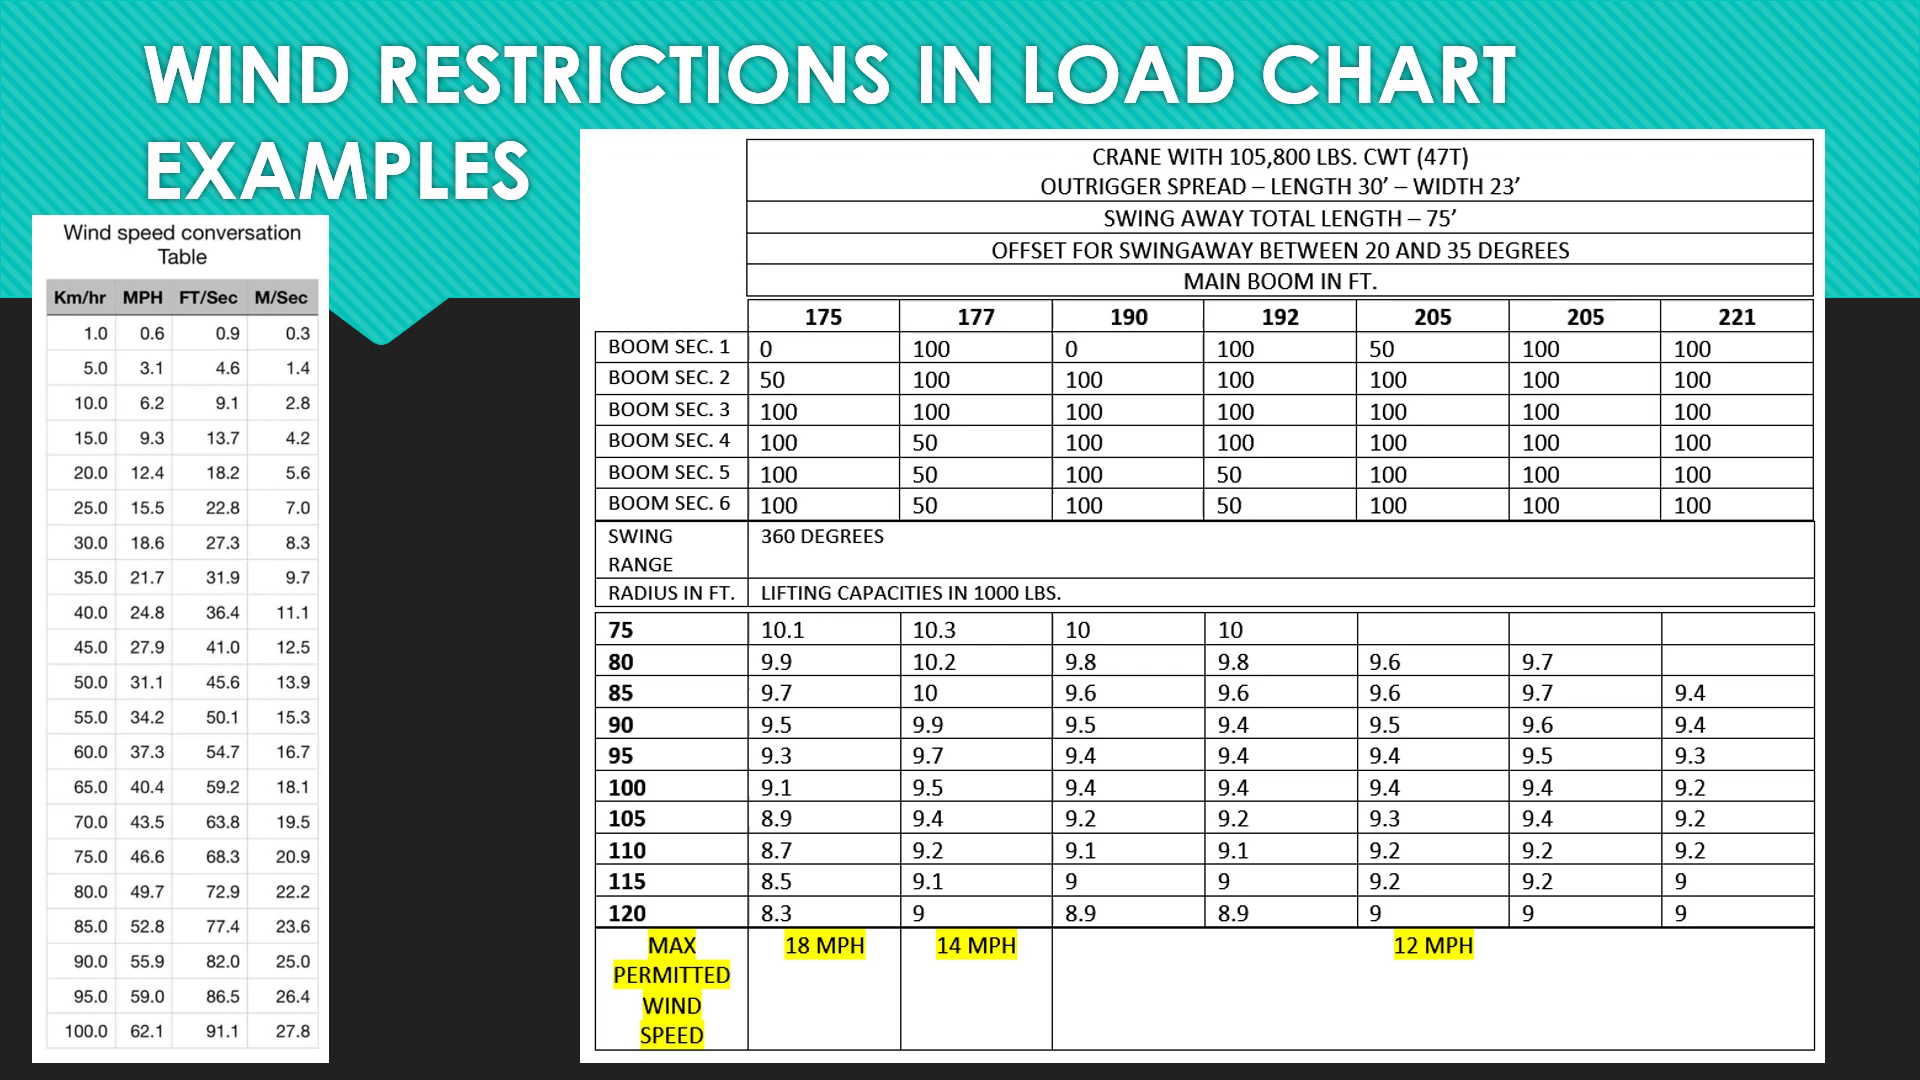 WIND RESTRICTIONS IN LOAD CHART
EXAMPLES
Wind speed conversation
Table
Km/hr MPH FT/Sec M/Sec
1.0 0.6 0.9 0.3
5.0 3.1 4.6 1.4
10.0 6.2 9.1 2.8
15.0 9.3 13.7 4.2
20.0 12.4 18.2 5.6
25.0 15.5 22.8 7.0
30.0 18.6 27.3 8.3
35.0 21.7 31.9 9.7
40.0 24.8 36.4 11.1
45.0 27.9 41.0 12.5
50.0 31.1 45.6 13.9
55.0 34.2 50.1 15.3
60.0 37.3 54.7 16.7
65.0 40.4 59.2 18.1
70.0 43.5 63.8 19.5
75.0 46.6 68.3 20.9
80.0 49.7 72.9 22.2
85.0 52.8 77.4 23.6
90.0 55.9 82.0 25.0
95.0 59.0 86.5 26.4
100.0 62.1 91.1 27.8
CRANE WITH 105,800 LBS. CWT (47T)
OUTRIGGER SPREAD – LENGTH 30’ – WIDTH 23’
SWING AWAY TOTAL LENGTH – 75’
OFFSET FOR SWINGAWAY BETWEEN 20 AND 35 DEGREES
MAIN BOOM IN FT.
175 177 190 192 205 205 221
BOOM SEC. 1 0 100 0 100 50 100 100
BOOM SEC. 2 50 100 100 100 100 100 100
BOOM SEC. 3 100 100 100 100 100 100 100
BOOM SEC. 4 100 50 100 100 100 100 100
BOOM SEC. 5 100 50 100 50 100 100 100
BOOM SEC. 6 100 50 100 50 100 100 100
SWING 360 DEGREES
RANGE
RADIUS IN FT. LIFTING CAPACITIES IN 1000 LBS.
75 10.1 10.3 10 10
80 9.9 10.2 9.8 9.8 9.6 9.7
85 9.7 10 9.6 9.6 9.6 9.7 9.4
90 9.5 9.9 9.5 9.4 9.5 9.6 9.4
95 9.3 9.7 9.4 9.4 9.4 9.5 9.3
100 9.1 9.5 9.4 9.4 9.4 9.4 9.2
105 8.9 9.4 9.2 9.2 9.3 9.4 9.2
110 8.7 9.2 9.1 9.1 9.2 9.2 9.2
115 8.5 9.1 9 9 9.2 9.2 9
120 8.3 9 8.9 8.9 9 9 9
MAX 18 MPH 14 MPH 12 MPH
PERMITTED
WIND
SPEED